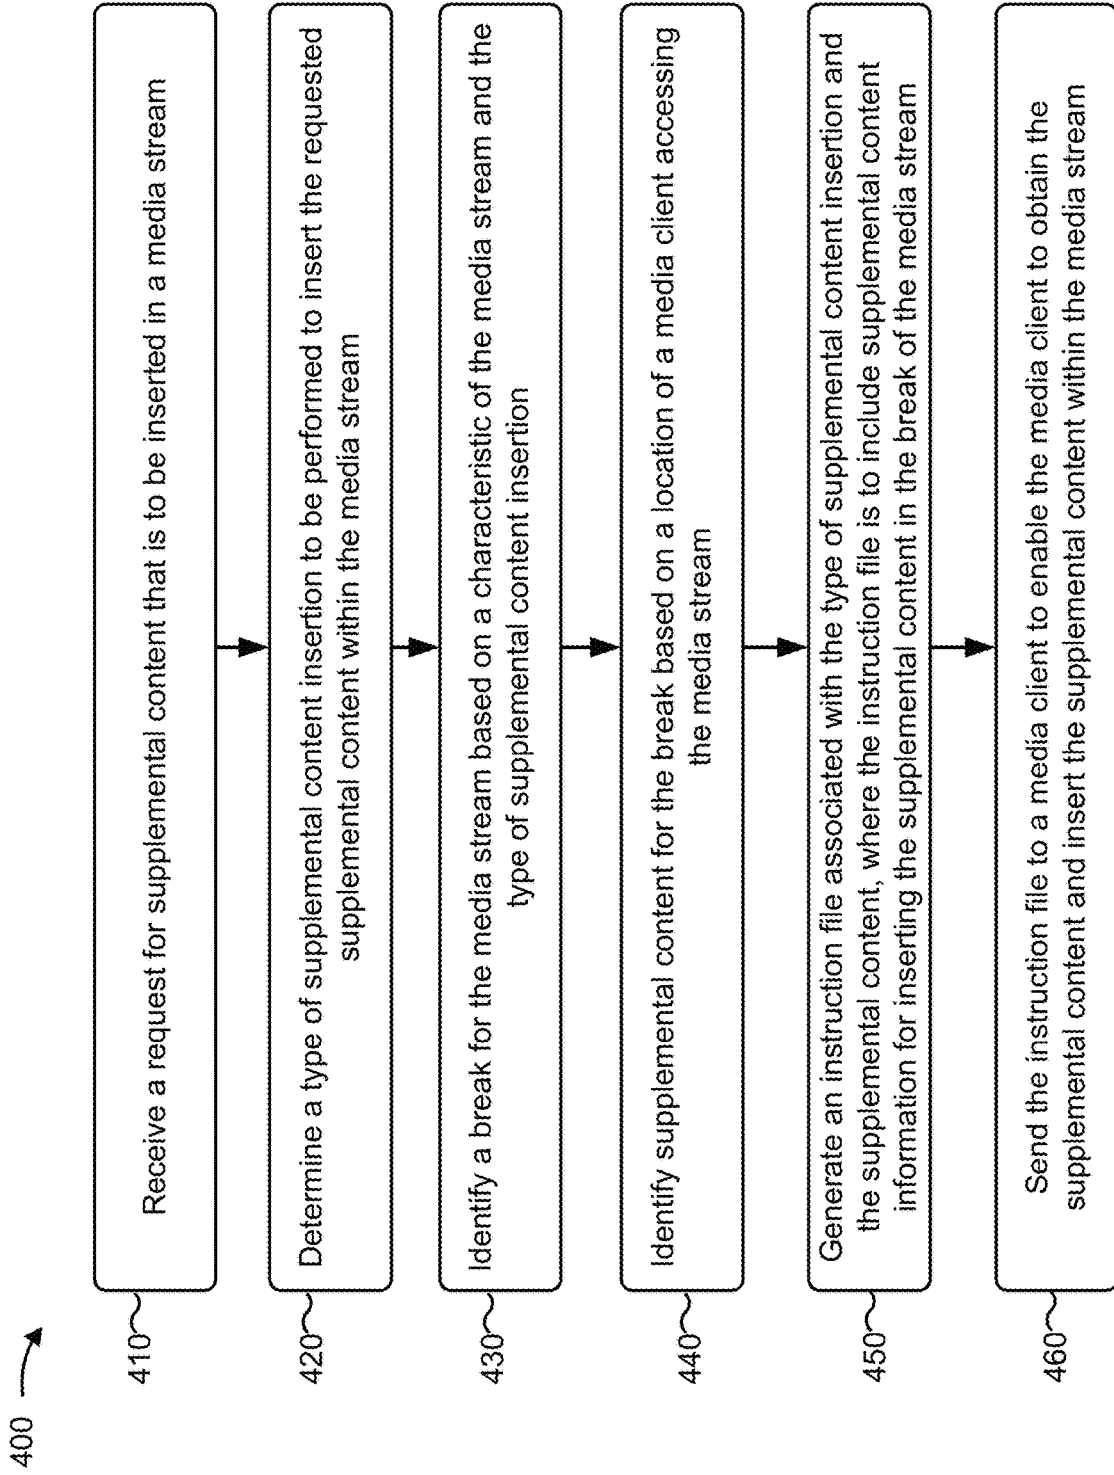 400
410
Receive a request for supplemental content that is to be inserted in a media stream
420
Determine a type of supplemental content insertion to be performed to insert the requested
supplemental content within the media stream
430
Identify a break for the media stream based on a characteristic of the media stream and the
type of supplemental content insertion
440
Identify supplemental content for the break based on a location of a media client accessing
the media stream
450
Generate an instruction file associated with the type of supplemental content insertion and
the supplemental content, where the instruction file is to include supplemental content
information for inserting the supplemental content in the break of the media stream
460
Send the instruction file to a media client to enable the media client to obtain the
supplemental content and insert the supplemental content within the media stream